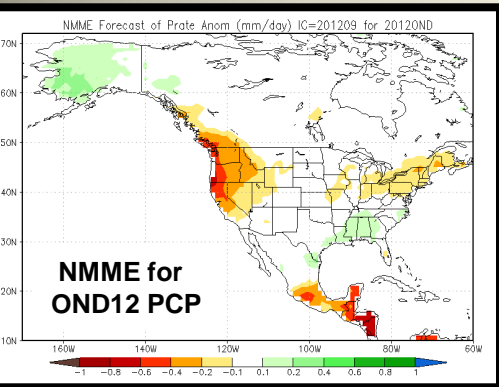 NMME Forecast of Prate Anom (mm/day) IC=201209 for 2012OND
70N
60N
50N
40N
30N
20N
10N
NMME for
OND12 PCP
160W 140W 120W 100W 80W 60W
-1 -0.8 -0.6 -0.4 -0.2 -0.1 0.1 0.2 0.4 0.6 0.8 1